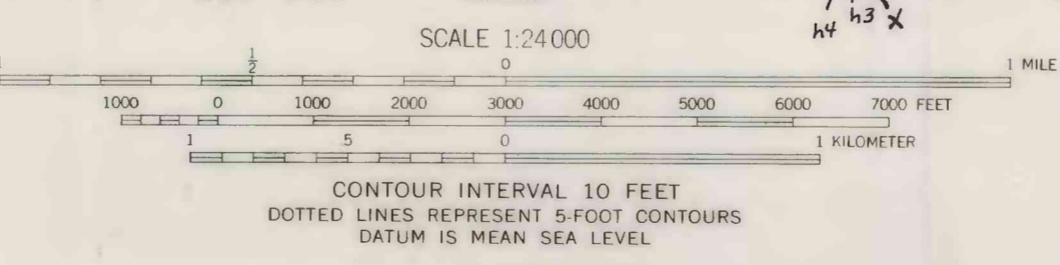 h4 h3 x
SCALE 1:24 000
1 1/2 0 1 MILE
1000 0 1000 2000 3000 4000 5000 6000 7000 FEET
1 .5 0 1 KILOMETER
CONTOUR INTERVAL 10 FEET
DOTTED LINES REPRESENT 5-FOOT CONTOURS
DATUM IS MEAN SEA LEVEL